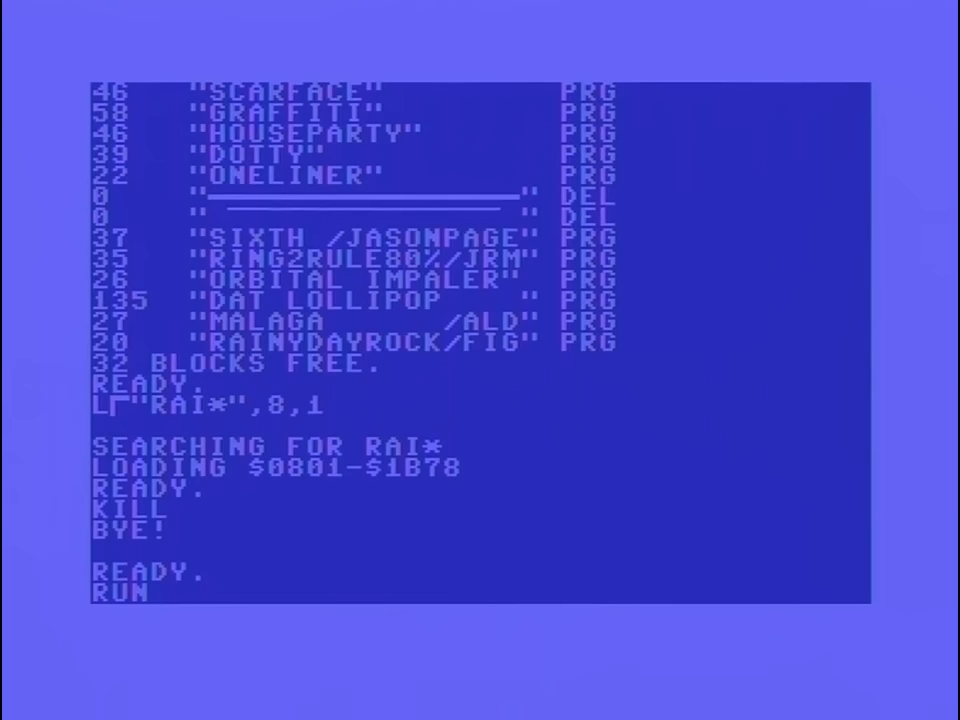 46 "SCARFACE" PRG
58 "GRAFFITI" PRG
46 "HOUSEPARTY" PRG
39 "DOTTY" PRG
22 "ONELINER" PRG
0 "════════════════" DEL
0 " ────────────── " DEL
37 "SIXTH /JASONPAGE" PRG
35 "RING2RULE80%/JRM" PRG
26 "ORBITAL IMPALER" PRG
135 "DAT LOLLIPOP    " PRG
27 "MALAGA      /ALD" PRG
20 "RAINYDAYROCK/FIG" PRG
32 BLOCKS FREE.
READY.
L┌"RAI*",8,1
SEARCHING FOR RAI*
LOADING $0801-$1B78
READY.
KILL
BYE!
READY.
RUN